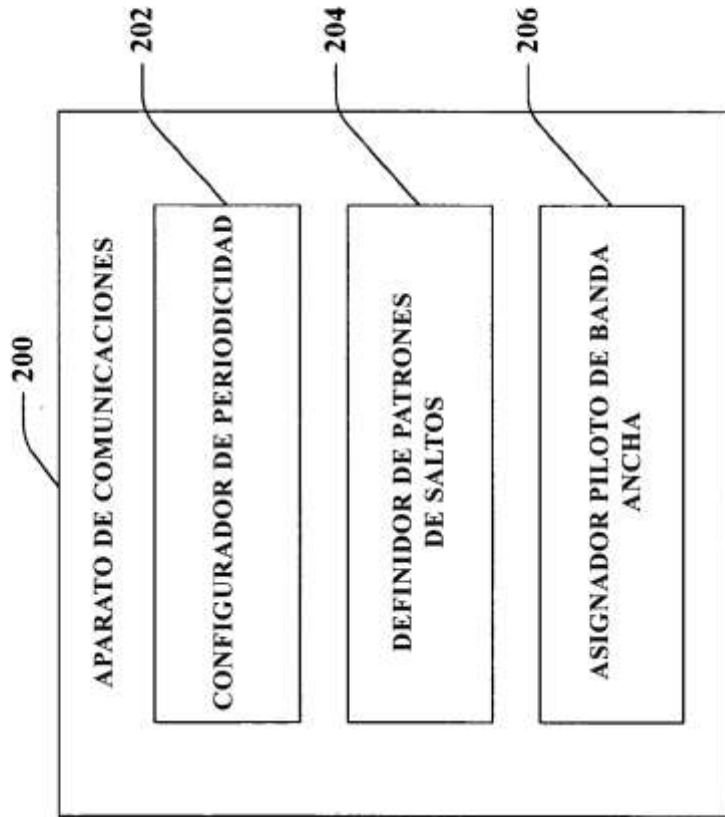 200
APARATO DE COMUNICACIONES
202
CONFIGURADOR DE PERIODICIDAD
204
DEFINIDOR DE PATRONES
DE SALTOS
206
ASIGNADOR PILOTO DE BANDA
ANCHA